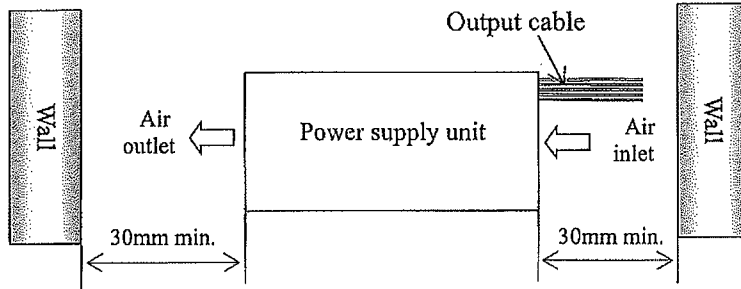 Output cable
Wall
Air
outlet
Power supply unit
Air
inlet
Wall
30mm min.
30mm min.